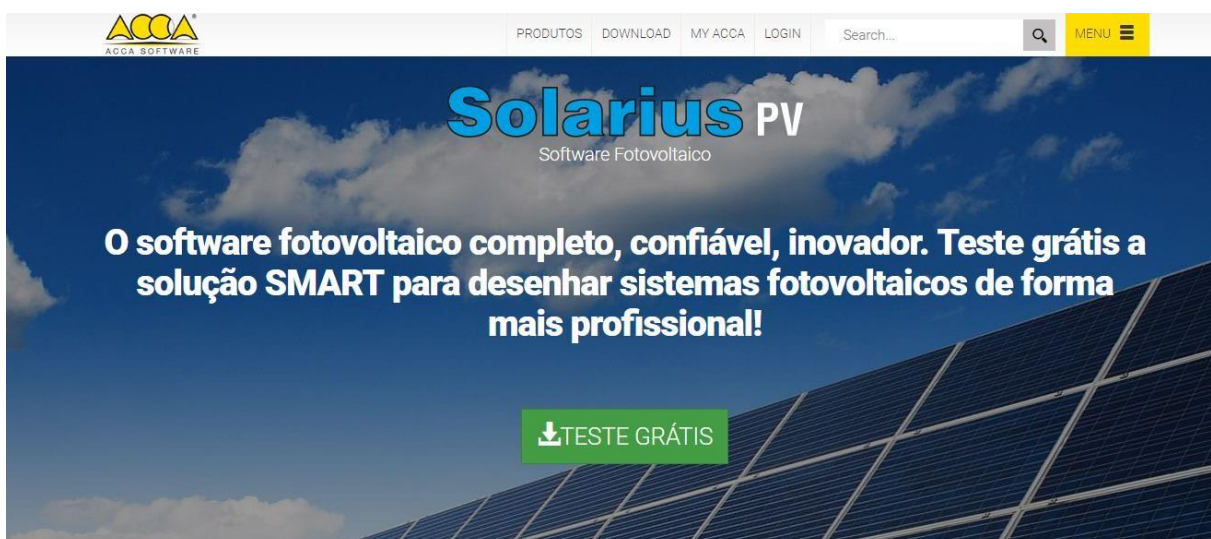 ACCA®
ACCA SOFTWARE
PRODUTOS DOWNLOAD MY ACCA LOGIN Search... MENU
Solarius PV
Software Fotovoltaico
O software fotovoltaico completo, confiável, inovador. Teste grátis a
solução SMART para desenhar sistemas fotovoltaicos de forma
mais profissional!
TESTE GRÁTIS